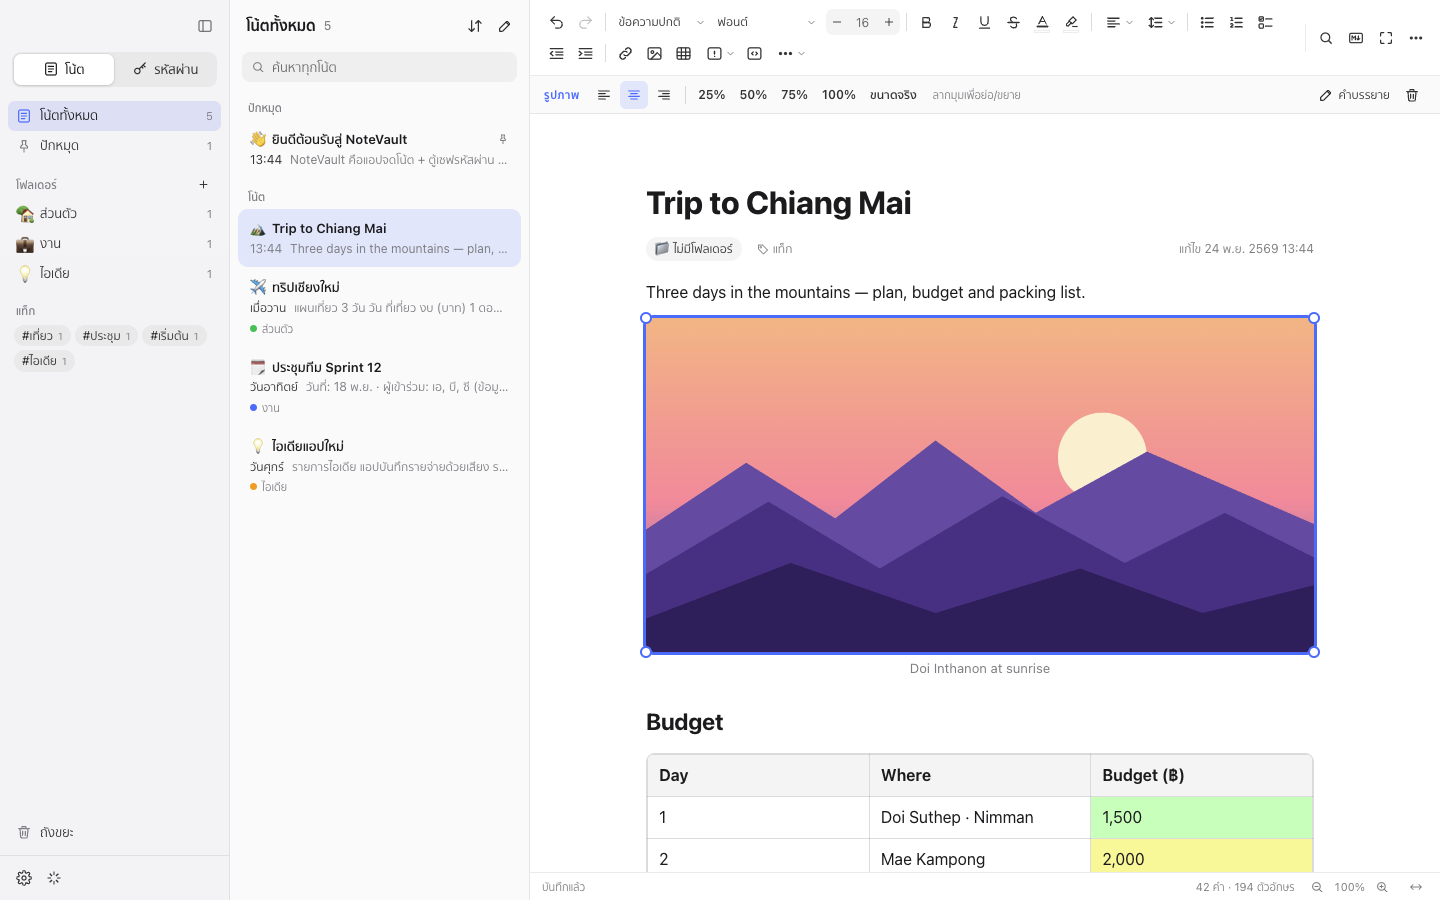 โน้ต
รหัสผ่าน
โน้ตทั้งหมด 5
ปักหมุด 1
โฟลเดอร์
ส่วนตัว 1
งาน 1
ไอเดีย 1
แท็ก
#เที่ยว 1 #ประชุม 1 #เริ่มต้น 1
#ไอเดีย 1
ถังขยะ
โน้ตทั้งหมด 5
ค้นหาทุกโน้ต
ปักหมุด
ยินดีต้อนรับสู่ NoteVault
13:44 NoteVault คือแอปจดโน้ต + ตู้เซฟรหัสผ่าน ...
โน้ต
Trip to Chiang Mai
13:44 Three days in the mountains — plan, ...
ทริปเชียงใหม่
เมื่อวาน แผนเที่ยว 3 วัน วัน ที่เที่ยว งบ (บาท) 1 ดอ...
ส่วนตัว
ประชุมทีม Sprint 12
วันอาทิตย์ วันที่: 18 พ.ย. · ผู้เข้าร่วม: เอ, บี, ซี (ข้อมู...
งาน
ไอเดียแอปใหม่
วันศุกร์ รายการไอเดีย แอปบันทึกรายจ่ายด้วยเสียง ร...
ไอเดีย
ข้อความปกติ ฟอนต์ 16
รูปภาพ 25% 50% 75% 100% ขนาดจริง ลากมุมเพื่อย่อ/ขยาย คำบรรยาย
Trip to Chiang Mai
ไม่มีโฟลเดอร์ แท็ก แก้ไข 24 พ.ย. 2569 13:44
Three days in the mountains — plan, budget and packing list.
Doi Inthanon at sunrise
Budget
Day Where Budget (฿)
1 Doi Suthep · Nimman 1,500
2 Mae Kampong 2,000
บันทึกแล้ว 42 คำ · 194 ตัวอักษร 100%